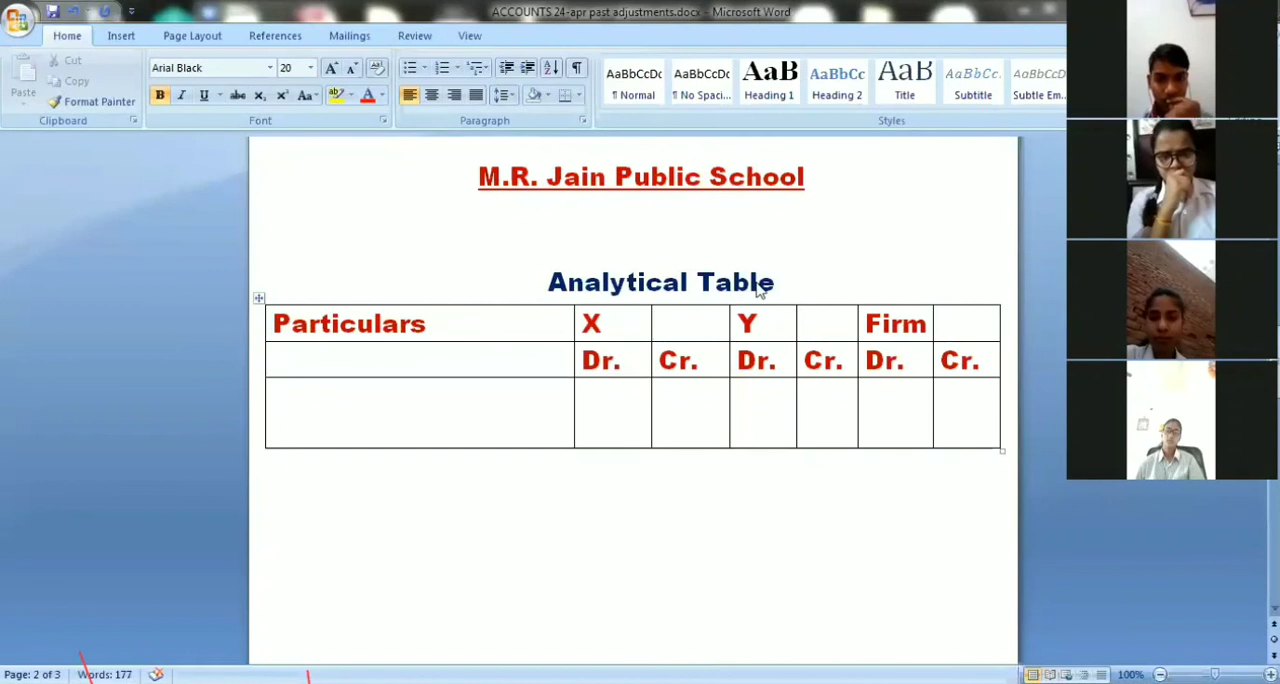 ACCOUNTS 24-apr past adjustments.docx - Microsoft Word
Home Insert Page Layout References Mailings Review View
Paste Cut Copy Format Painter
Clipboard
Arial Black 20
Font
Paragraph
AaBbCcDc AaBbCcDc AaB AaBbCc AaB AaBbCc. AaBbCcDc
¶ Normal ¶ No Spaci... Heading 1 Heading 2 Title Subtitle Subtle Em...
Styles
M.R. Jain Public School
Analytical Table
Particulars X Y Firm
Dr. Cr. Dr. Cr. Dr. Cr.
Page: 2 of 3 Words: 177 100%